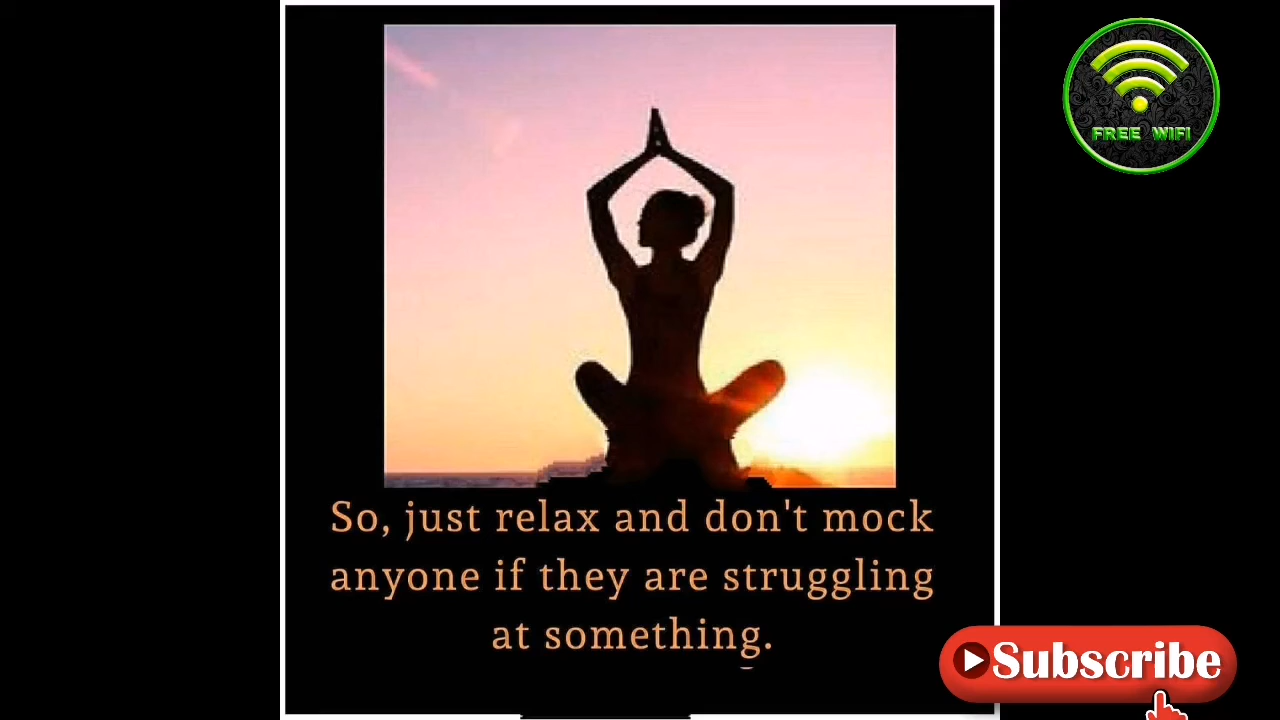 FREE WIFI
So, just relax and don't mock
anyone if they are struggling
at something.
Subscribe